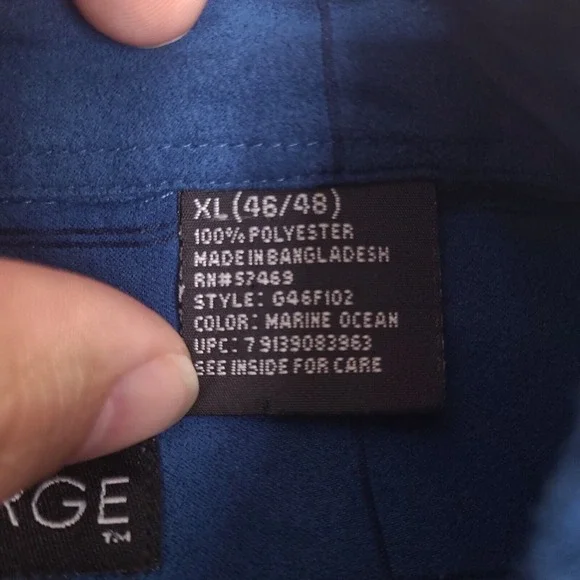 XL (46/48)
100% POLYESTER
MADE IN BANGLADESH
RN# 52469
STYLE: G46F102
COLOR: MARINE OCEAN
UPC: 7 9139083963
SEE INSIDE FOR CARE
RGE
TM